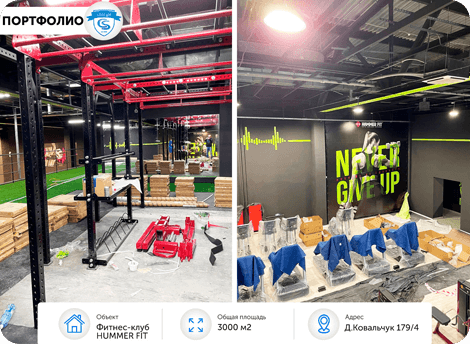 ПОРТФОЛИО
HUMMER FIT
NEVER
GIVE UP
Объект
Фитнес-клуб
HUMMER FIT
Общая площадь
3000 м2
Адрес
Д.Ковальчук 179/4